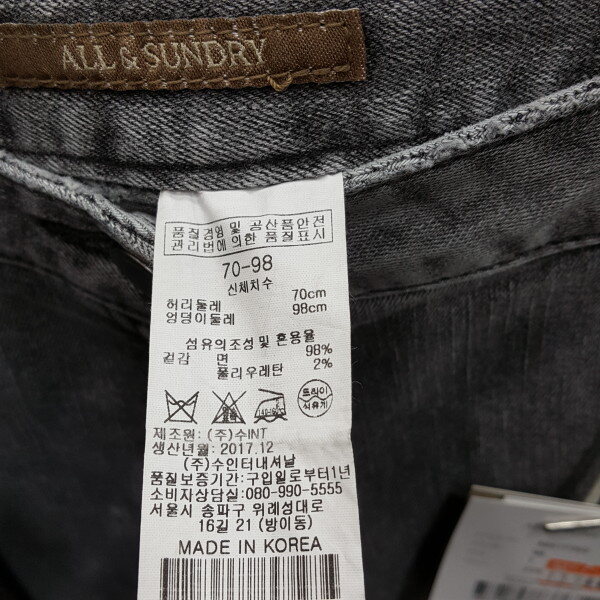 ALL & SUNDRY
품질경영 및 공산품안전
관리법에 의한 품질표시
70-98
신체치수
허리둘레 70cm
엉덩이둘레 98cm
섬유의조성 및 혼용율
겉감 면 98%
폴리우레탄 2%
드라이
석유계
제조원: (주)수INT
생산년월: 2017.12
(주)수인터내셔날
품질보증기간: 구입일로부터1년
소비자상담실: 080-990-5555
서울시 송파구 위례성대로
16길 21 (방이동)
MADE IN KOREA